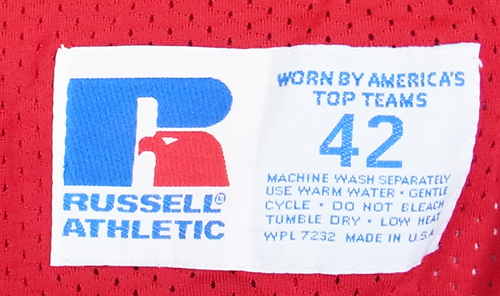 RUSSELL®
ATHLETIC
WORN BY AMERICA'S
TOP TEAMS
42
MACHINE WASH SEPARATELY
USE WARM WATER • GENTLE
CYCLE • DO NOT BLEACH
TUMBLE DRY • LOW HEAT
WPL 7232 MADE IN U.S.A